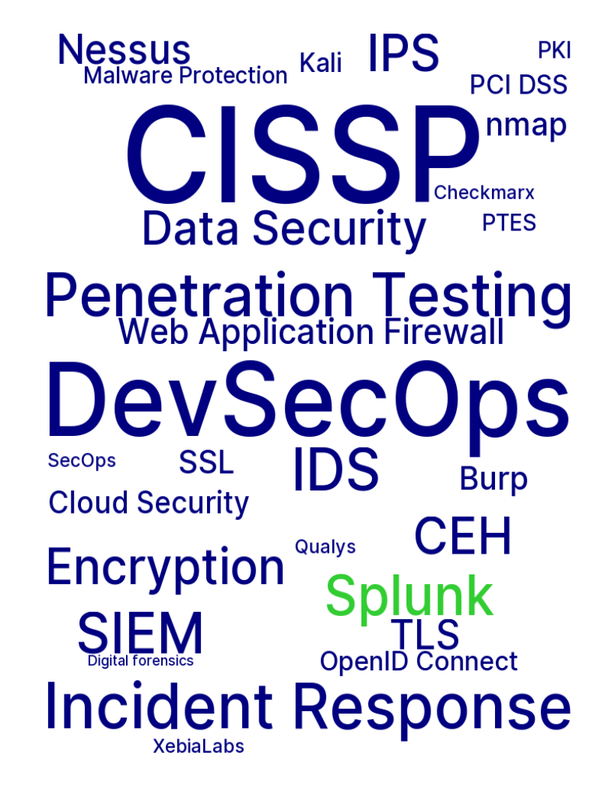 Nessus
Malware Protection
Kali
IPS
PKI
PCI DSS
CISSP
nmap
Checkmarx
Data Security
PTES
Penetration Testing
Web Application Firewall
DevSecOps
SecOps
SSL
IDS
Burp
Cloud Security
CEH
Qualys
Encryption
Splunk
SIEM
TLS
Digital forensics
OpenID Connect
Incident Response
XebiaLabs